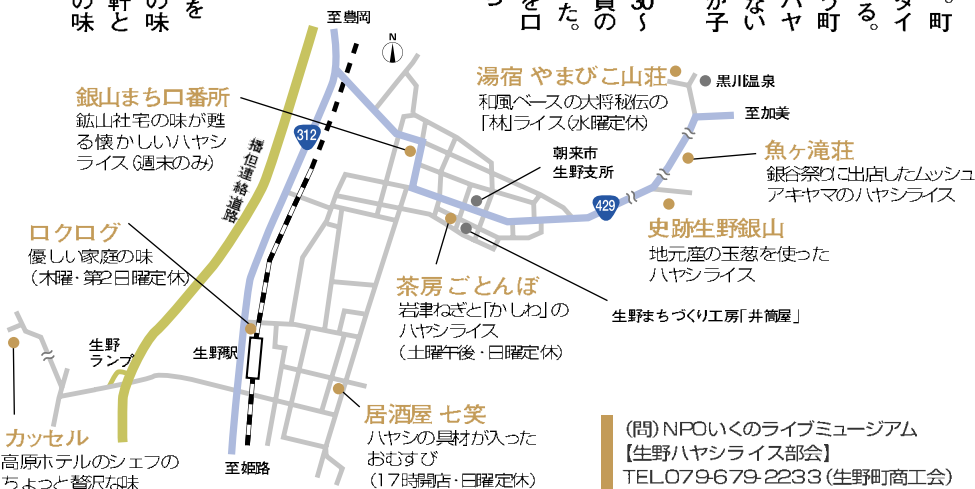 至豊岡
N
銀山まち口番所
鉱山社宅の味が甦
る懐かしいハヤシ
ライス（週末のみ）
312
播但連絡道路
湯宿 やまびこ山荘
和風ベースの大将秘伝の
「林」ライス（水曜定休）
黒川温泉
至加美
朝来市
生野支所
魚ヶ滝荘
銀谷祭りに出店したムッシュ
アキヤマのハヤシライス
429
史跡生野銀山
地元産の玉葱を使った
ハヤシライス
ロクログ
優しい家庭の味
（木曜・第2日曜定休）
茶房 ごとんぼ
岩津ねぎと「かしわ」の
ハヤシライス
（土曜午後・日曜定休）
生野まちづくり工房「井筒屋」
生野
ランプ
生野駅
カッセル
高原ホテルのシェフの
ちょっと贅沢な味
至姫路
居酒屋 七笑
ハヤシの具材が入った
おむすび
（17時開店・日曜定休）
（問）NPOいくのライブミュージアム
【生野ハヤシライス部会】
TEL079-679-2233（生野町商工会）